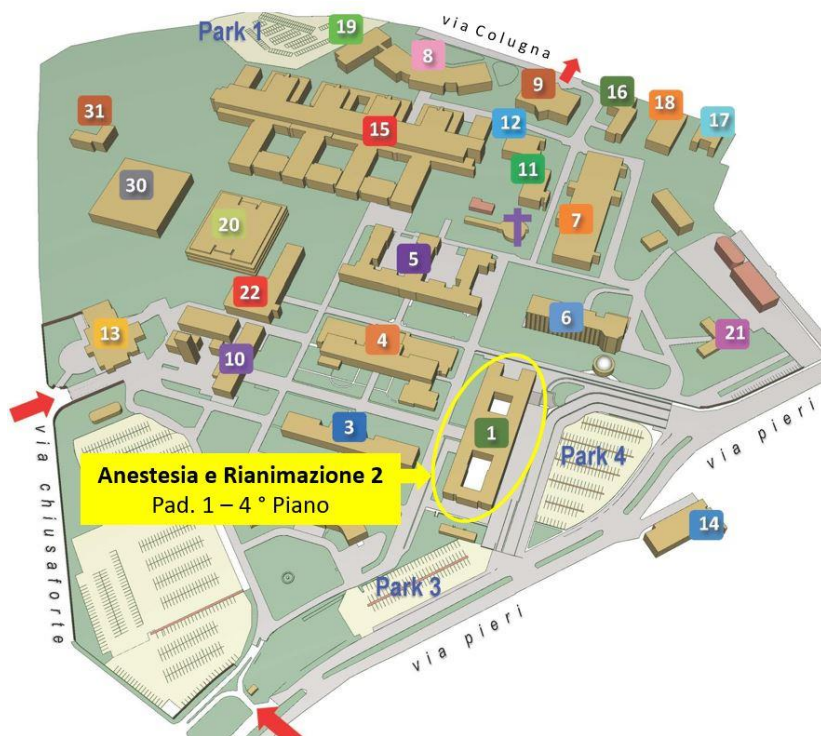 via Colugna
19
Park 1
8
9
16
18
17
31
12
15
11
30
20
7
5
22
6
13
4
21
10
3
1
via pieri
Park 4
Anestesia e Rianimazione 2
Pad. 1 – 4 ° Piano
14
via chiusaforte
Park 3
via pieri